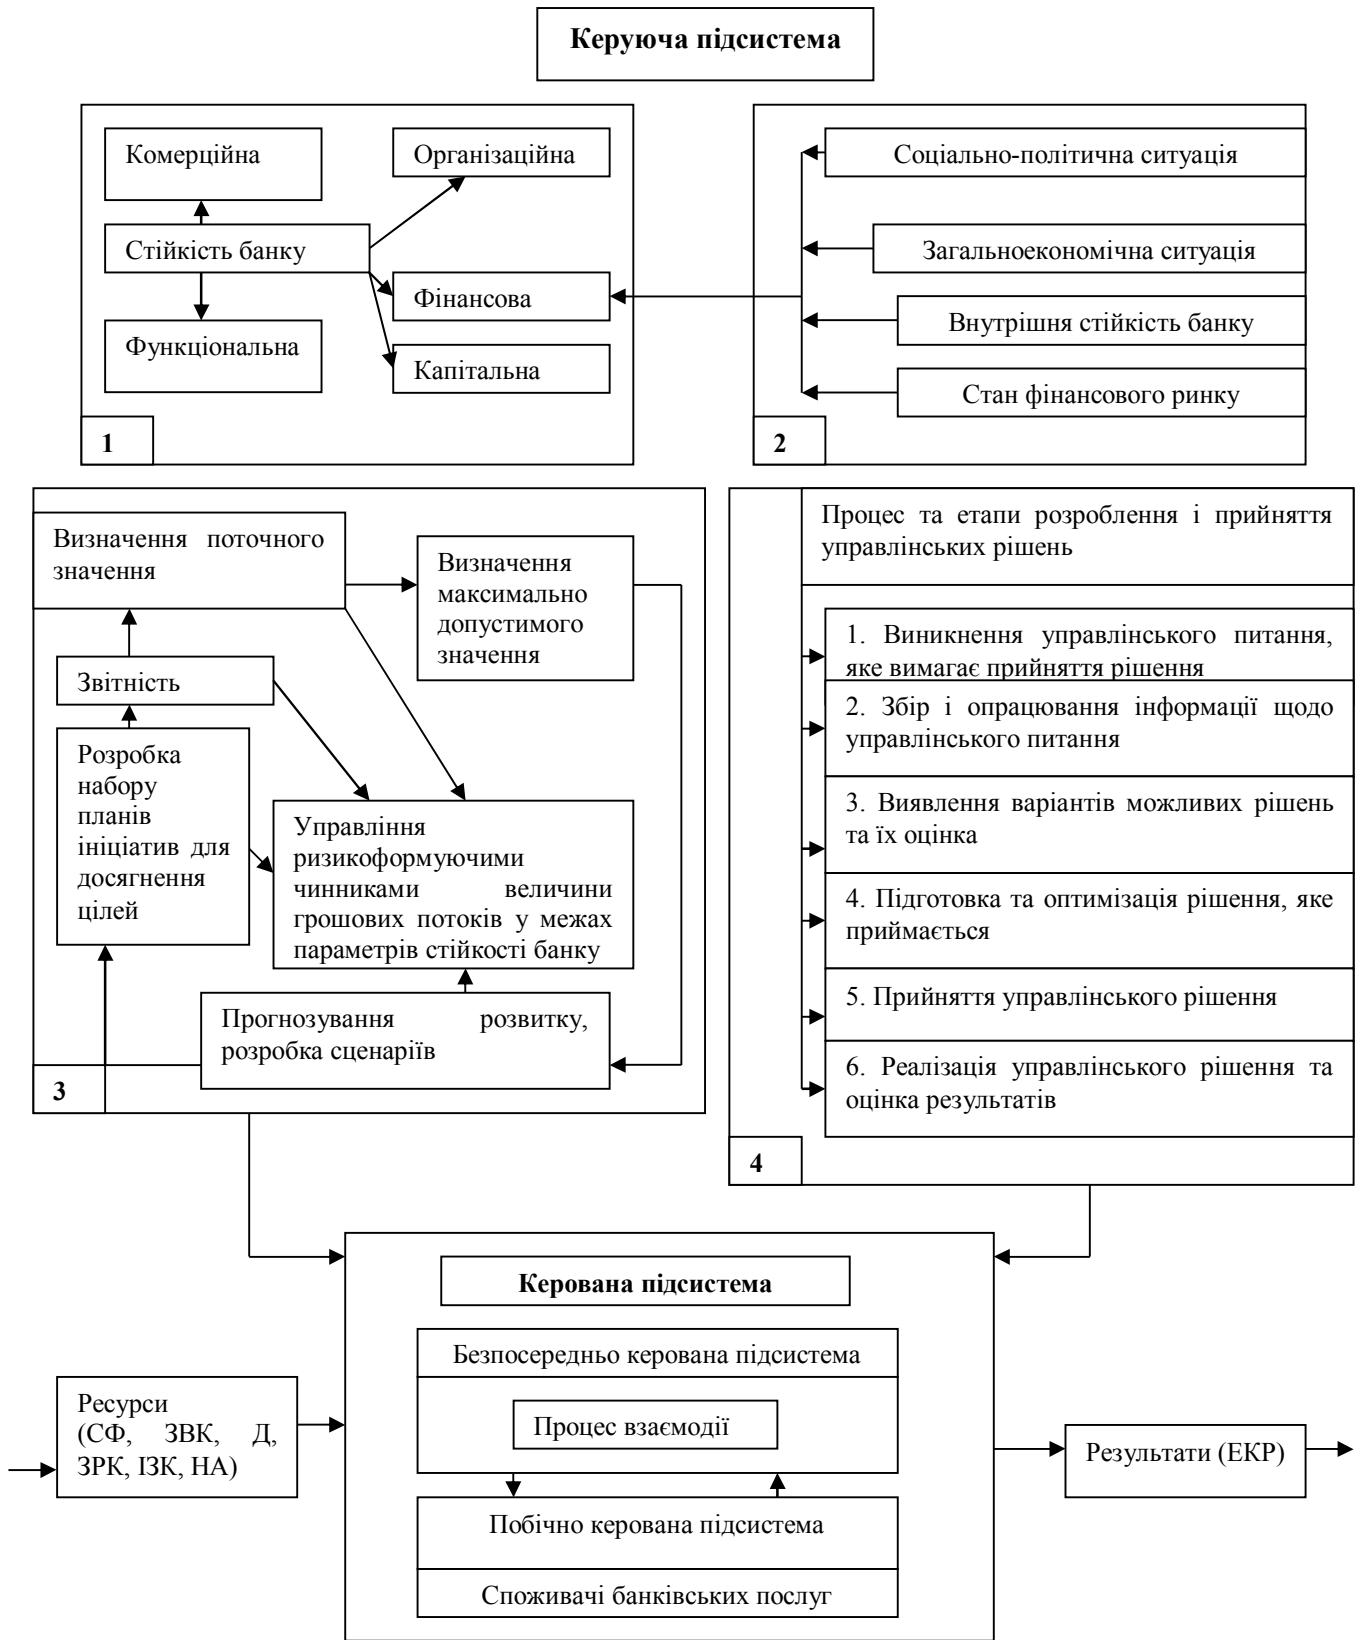 Керуюча підсистема
Комерційна
Організаційна
Стійкість банку
Фінансова
Функціональна
Капітальна
1
Соціально-політична ситуація
Загальноекономічна ситуація
Внутрішня стійкість банку
Стан фінансового ринку
2
Визначення поточного
значення
Визначення
максимально
допустимого
значення
Звітність
Розробка
набору
планів
ініціатив для
досягнення
цілей
Управління
ризикоформуючими
чинниками величини
грошових потоків у межах
параметрів стійкості банку
Прогнозування розвитку,
розробка сценаріїв
3
Процес та етапи розроблення і прийняття
управлінських рішень
1. Виникнення управлінського питання,
яке вимагає прийняття рішення
2. Збір і опрацювання інформації щодо
управлінського питання
3. Виявлення варіантів можливих рішень
та їх оцінка
4. Підготовка та оптимізація рішення, яке
приймається
5. Прийняття управлінського рішення
6. Реалізація управлінського рішення та
оцінка результатів
4
Керована підсистема
Безпосередньо керована підсистема
Процес взаємодії
Побічно керована підсистема
Споживачі банківських послуг
Ресурси
(СФ, ЗВК, Д,
ЗРК, ІЗК, НА)
Результати (ЕКР)